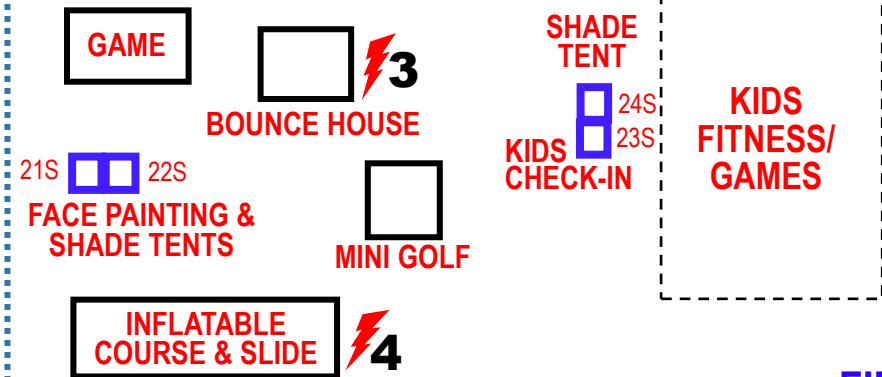 GAME
3
BOUNCE HOUSE
SHADE
TENT
24S
23S
KIDS
CHECK-IN
KIDS
FITNESS/
GAMES
21S
22S
FACE PAINTING &
SHADE TENTS
MINI GOLF
INFLATABLE
COURSE & SLIDE
4